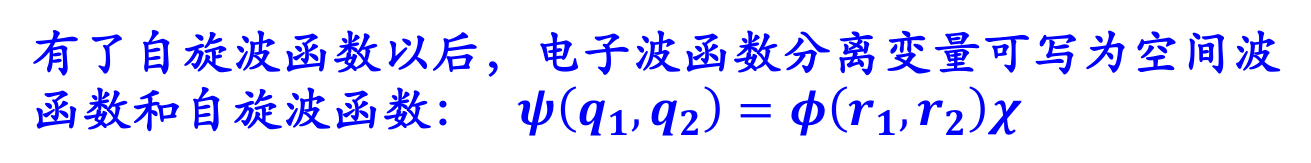 有了自旋波函数以后，电子波函数分离变量可写为空间波
函数和自旋波函数： ψ(q₁,q₂) = ϕ(r₁,r₂)χ